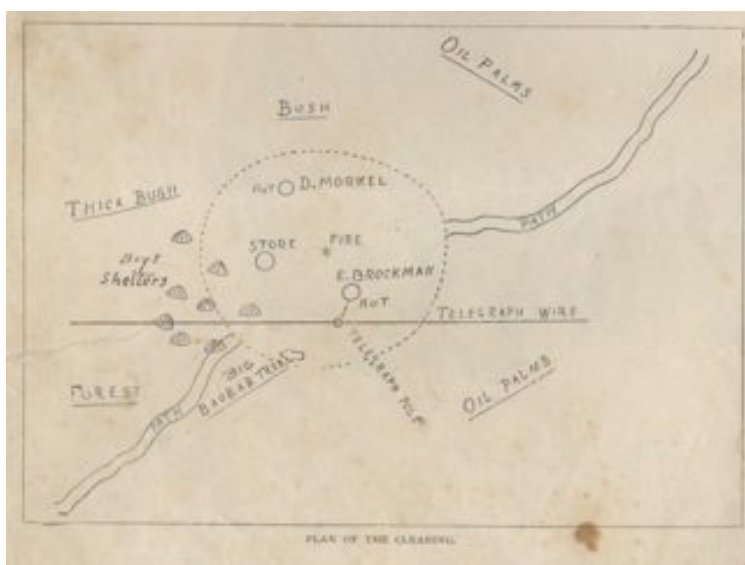 OIL PALMS
BUSH
HUT D. MORKEL
THICK BUSH
PATH
STORE
FIRE
Boys
Shelters
E. BROCKMAN
HUT
TELEGRAPH WIRE
TELEGRAPH POLE
BIG
BAOBAB TREE
OIL PALMS
FOREST
PATH
PLAN OF THE CLEARING.